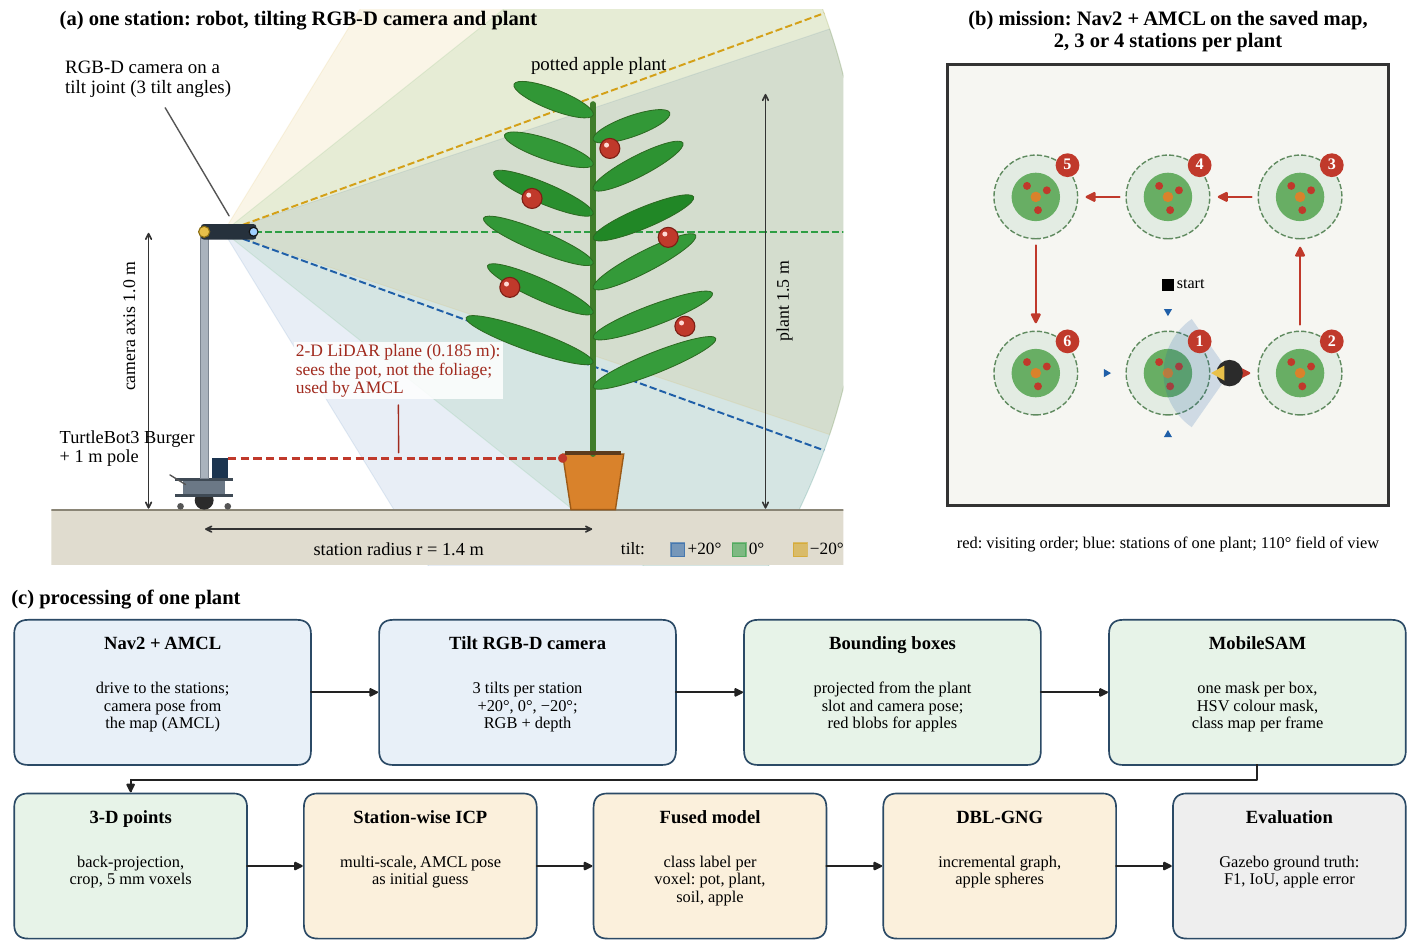 (a) one station: robot, tilting RGB-D camera and plant
RGB-D camera on a
tilt joint (3 tilt angles)
potted apple plant
camera axis 1.0 m
plant 1.5 m
2-D LiDAR plane (0.185 m):
sees the pot, not the foliage;
used by AMCL
TurtleBot3 Burger
+ 1 m pole
station radius r = 1.4 m
tilt: +20° 0° −20°
(b) mission: Nav2 + AMCL on the saved map,
2, 3 or 4 stations per plant
5 4 3
start
6 1 2
red: visiting order; blue: stations of one plant; 110° field of view
(c) processing of one plant
Nav2 + AMCL
drive to the stations;
camera pose from
the map (AMCL)
Tilt RGB-D camera
3 tilts per station
+20°, 0°, −20°;
RGB + depth
Bounding boxes
projected from the plant
slot and camera pose;
red blobs for apples
MobileSAM
one mask per box,
HSV colour mask,
class map per frame
3-D points
back-projection,
crop, 5 mm voxels
Station-wise ICP
multi-scale, AMCL pose
as initial guess
Fused model
class label per
voxel: pot, plant,
soil, apple
DBL-GNG
incremental graph,
apple spheres
Evaluation
Gazebo ground truth:
F1, IoU, apple error